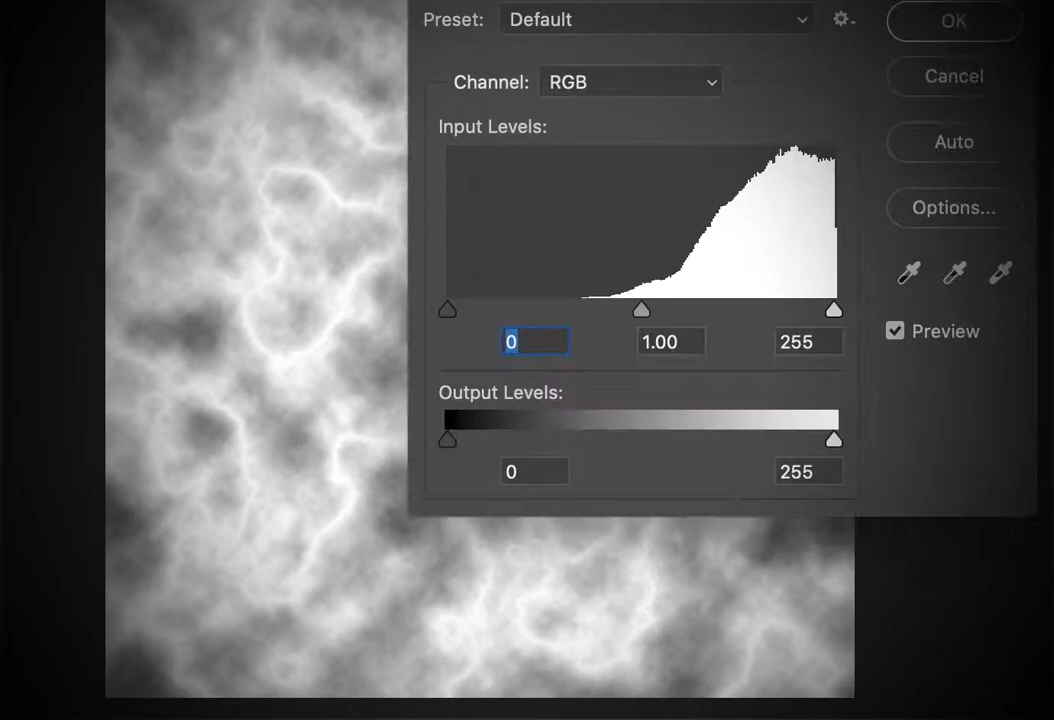 Preset: Default
OK
Channel: RGB
Cancel
Input Levels:
Auto
Options...
0 1.00 255
Preview
Output Levels:
0 255